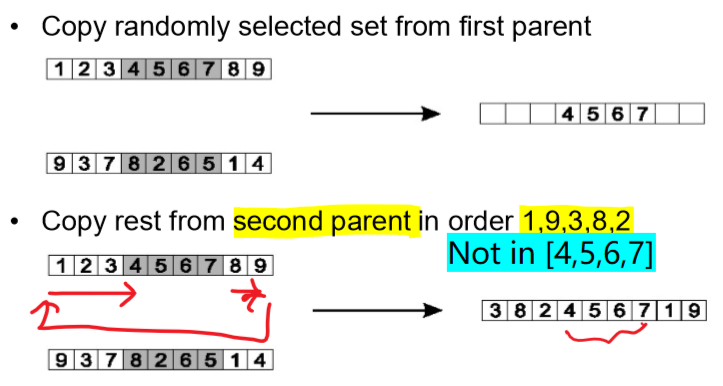 • Copy randomly selected set from first parent
1 2 3 4 5 6 7 8 9
4 5 6 7
9 3 7 8 2 6 5 1 4
• Copy rest from second parent in order 1,9,3,8,2
Not in [4,5,6,7]
1 2 3 4 5 6 7 8 9
3 8 2 4 5 6 7 1 9
9 3 7 8 2 6 5 1 4